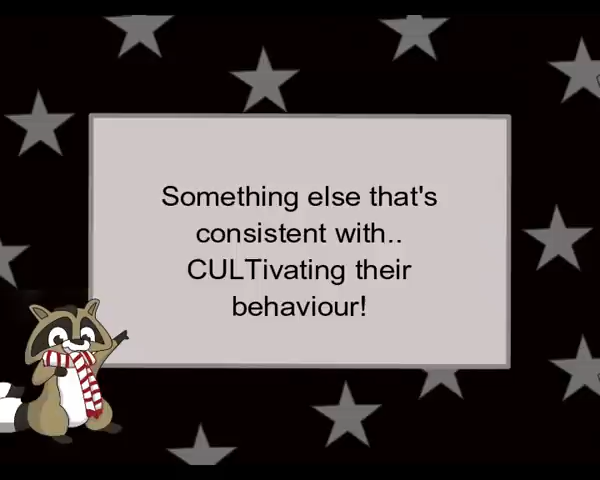 Something else that's
consistent with..
CULTivating their
behaviour!